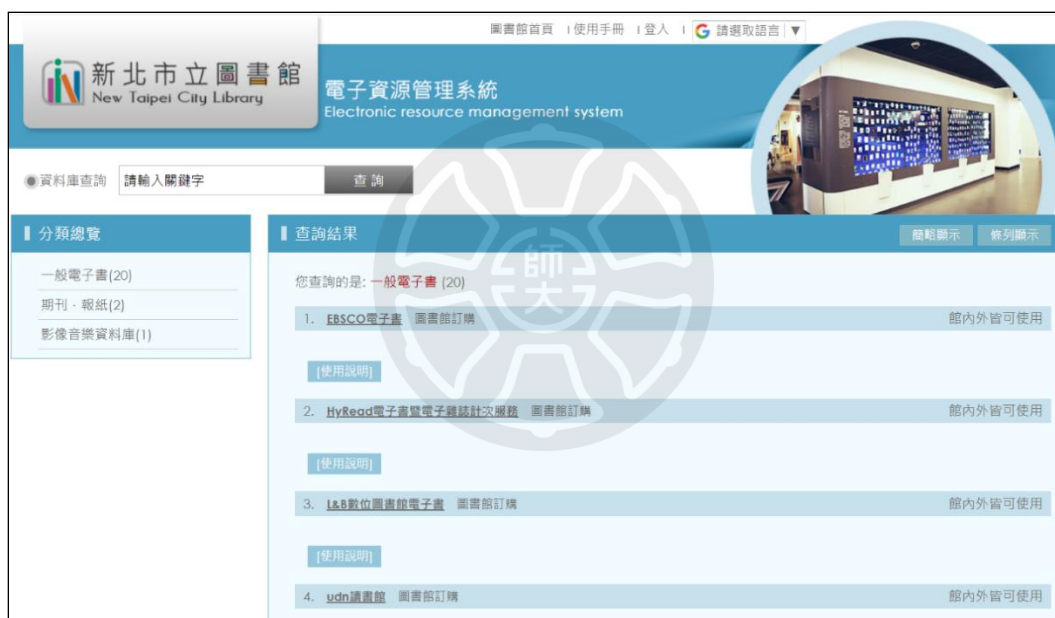 圖書館首頁 | 使用手冊 | 登入 | G 請選取語言 | ▼
新北市立圖書館
New Taipei City Library
電子資源管理系統
Electronic resource management system
資料庫查詢 請輸入關鍵字 查詢
分類總覽
一般電子書(20)
期刊．報紙(2)
影像音樂資料庫(1)
查詢結果 簡略顯示 條列顯示
您查詢的是: 一般電子書 (20)
1. EBSCO電子書 圖書館訂購 館內外皆可使用
[使用說明]
2. HyRead電子書暨電子雜誌計次服務 圖書館訂購 館內外皆可使用
[使用說明]
3. L&B數位圖書館電子書 圖書館訂購 館內外皆可使用
[使用說明]
4. udn讀書館 圖書館訂購 館內外皆可使用
師大